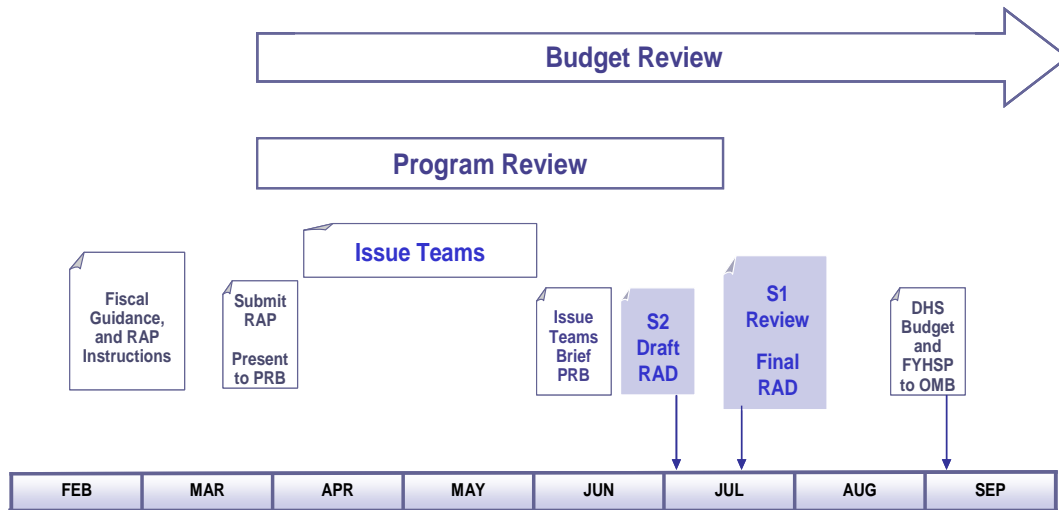 Budget Review
Program Review
Issue Teams
Fiscal
Guidance,
and RAP
Instructions
Submit
RAP
Present
to PRB
Issue
Teams
Brief
PRB
S2
Draft
RAD
S1
Review
Final
RAD
DHS
Budget
and
FYHSP
to OMB
FEB MAR APR MAY JUN JUL AUG SEP